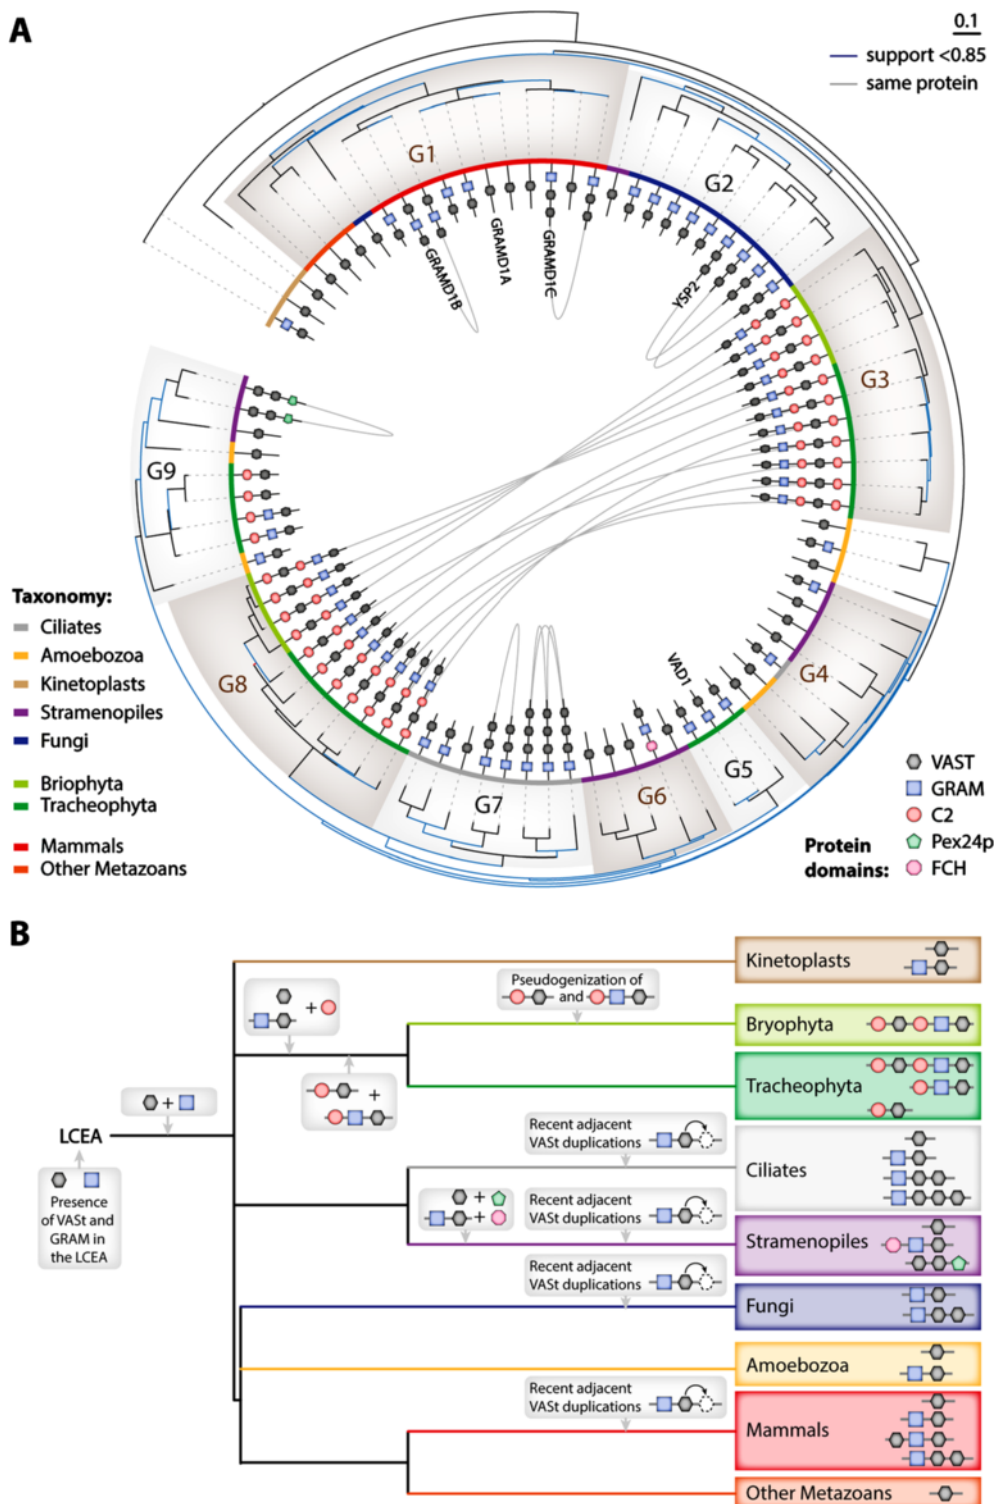 A
0.1
support <0.85
same protein
G1
G2
G3
G4
G5
G6
G7
G8
G9
GRAMD1B
GRAMD1A
GRAMD1C
YSP2
VAD1
Taxonomy:
Ciliates
Amoebozoa
Kinetoplasts
Stramenopiles
Fungi
Briophyta
Tracheophyta
Mammals
Other Metazoans
Protein
domains:
VAST
GRAM
C2
Pex24p
FCH
B
LCEA
Presence
of VASt and
GRAM in
the LCEA
+
+
+
Pseudogenization of
and
+
+
Recent adjacent
VASt duplications
Recent adjacent
VASt duplications
Recent adjacent
VASt duplications
Recent adjacent
VASt duplications
Kinetoplasts
Bryophyta
Tracheophyta
Ciliates
Stramenopiles
Fungi
Amoebozoa
Mammals
Other Metazoans